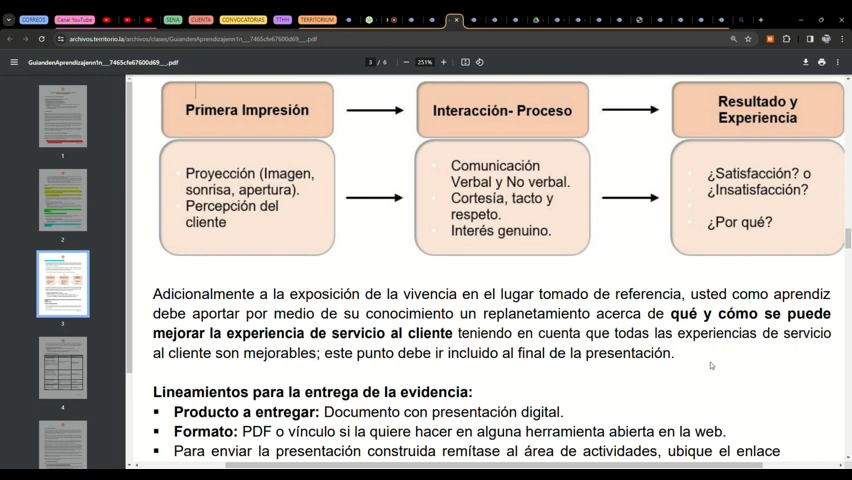 CORREOS
Canal YouTube
SENA
CUENTA
CONVOCATORIAS
TTHH
TERRITORIUM
archivos.territorio.la/archivos/clases/GuiandenAprendizajenn1n___7465cfe67600d69___.pdf
GuiandenAprendizajenn1n___7465cfe67600d69___.pdf
3 / 6
251%
1
2
3
4
Primera Impresión
Interacción- Proceso
Resultado y
Experiencia
Proyección (Imagen,
sonrisa, apertura).
Percepción del
cliente
Comunicación
Verbal y No verbal.
Cortesía, tacto y
respeto.
Interés genuino.
¿Satisfacción? o
¿Insatisfacción?
¿Por qué?
Adicionalmente a la exposición de la vivencia en el lugar tomado de referencia, usted como aprendiz
debe aportar por medio de su conocimiento un replanetamiento acerca de qué y cómo se puede
mejorar la experiencia de servicio al cliente teniendo en cuenta que todas las experiencias de servicio
al cliente son mejorables; este punto debe ir incluido al final de la presentación.
Lineamientos para la entrega de la evidencia:
▪ Producto a entregar: Documento con presentación digital.
▪ Formato: PDF o vínculo si la quiere hacer en alguna herramienta abierta en la web.
▪ Para enviar la presentación construida remítase al área de actividades, ubique el enlace